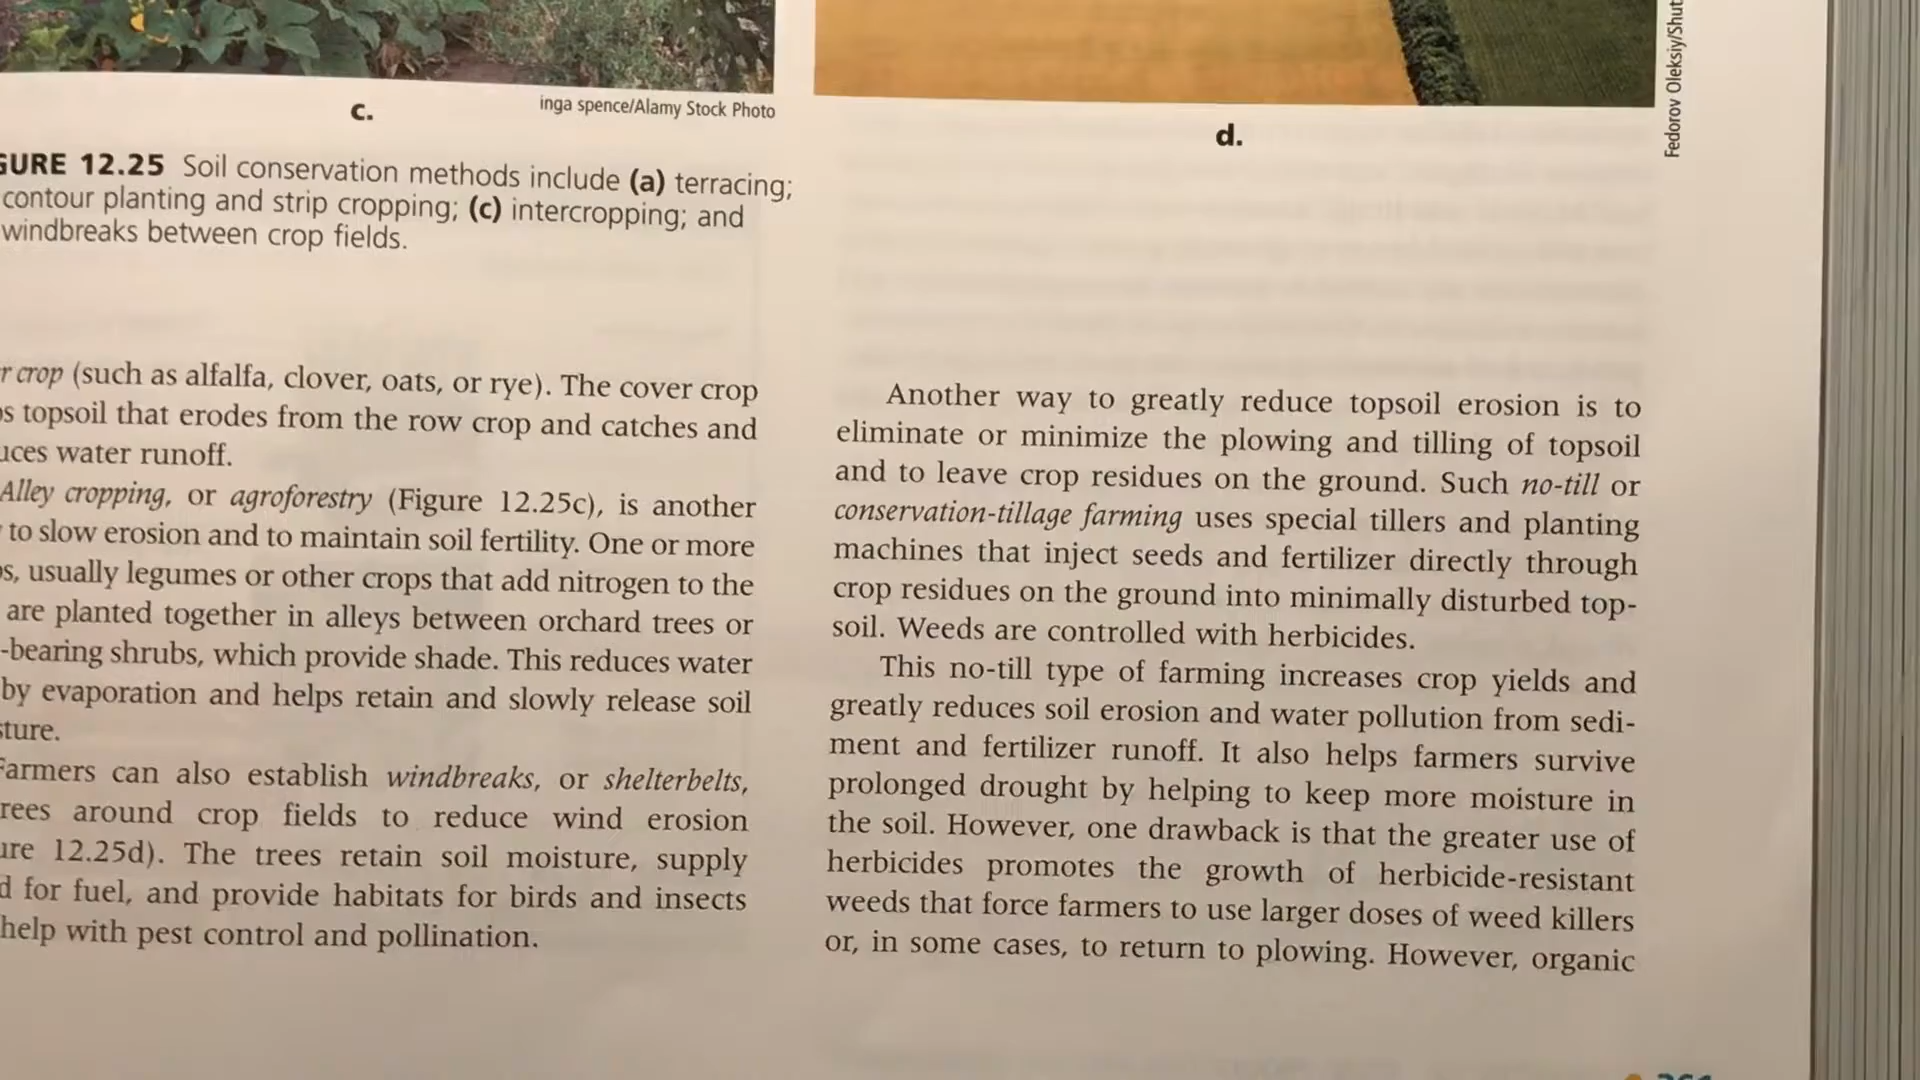 c.
inga spence/Alamy Stock Photo
d.
Fedorov Oleksiy/Shut
GURE 12.25 Soil conservation methods include (a) terracing;
contour planting and strip cropping; (c) intercropping; and
windbreaks between crop fields.
r crop (such as alfalfa, clover, oats, or rye). The cover crop
s topsoil that erodes from the row crop and catches and
uces water runoff.
Alley cropping, or agroforestry (Figure 12.25c), is another
to slow erosion and to maintain soil fertility. One or more
s, usually legumes or other crops that add nitrogen to the
are planted together in alleys between orchard trees or
-bearing shrubs, which provide shade. This reduces water
by evaporation and helps retain and slowly release soil
sture.
Farmers can also establish windbreaks, or shelterbelts,
rees around crop fields to reduce wind erosion
ure 12.25d). The trees retain soil moisture, supply
d for fuel, and provide habitats for birds and insects
help with pest control and pollination.
Another way to greatly reduce topsoil erosion is to
eliminate or minimize the plowing and tilling of topsoil
and to leave crop residues on the ground. Such no-till or
conservation-tillage farming uses special tillers and planting
machines that inject seeds and fertilizer directly through
crop residues on the ground into minimally disturbed top-
soil. Weeds are controlled with herbicides.
This no-till type of farming increases crop yields and
greatly reduces soil erosion and water pollution from sedi-
ment and fertilizer runoff. It also helps farmers survive
prolonged drought by helping to keep more moisture in
the soil. However, one drawback is that the greater use of
herbicides promotes the growth of herbicide-resistant
weeds that force farmers to use larger doses of weed killers
or, in some cases, to return to plowing. However, organic